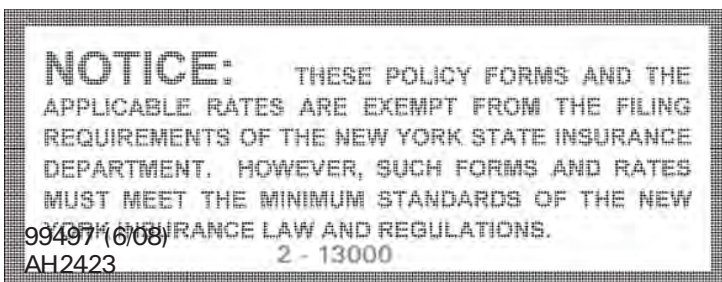 NOTICE: THESE POLICY FORMS AND THE
APPLICABLE RATES ARE EXEMPT FROM THE FILING
REQUIREMENTS OF THE NEW YORK STATE INSURANCE
DEPARTMENT. HOWEVER, SUCH FORMS AND RATES
MUST MEET THE MINIMUM STANDARDS OF THE NEW
YORK INSURANCE LAW AND REGULATIONS.
99497 (6/08)
2 - 13000
AH2423